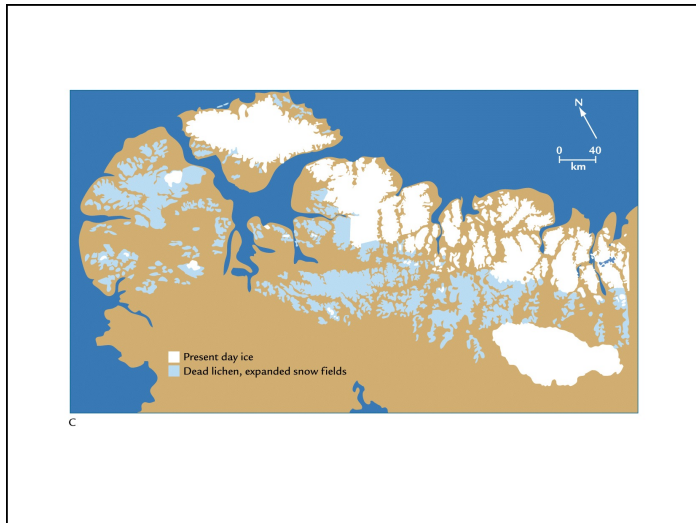 N
0 40
km
Present day ice
Dead lichen, expanded snow fields
C